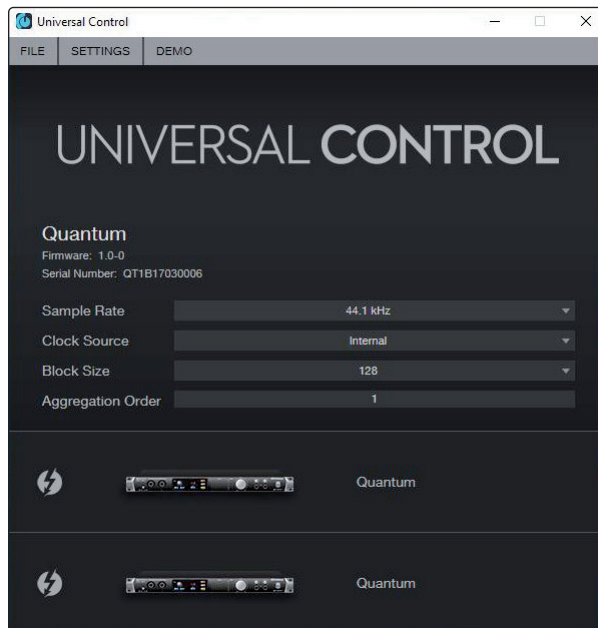 Universal Control
FILE SETTINGS DEMO
UNIVERSAL CONTROL
Quantum
Firmware: 1.0-0
Serial Number: QT1B17030006
Sample Rate 44.1 kHz
Clock Source Internal
Block Size 128
Aggregation Order 1
Quantum
Quantum